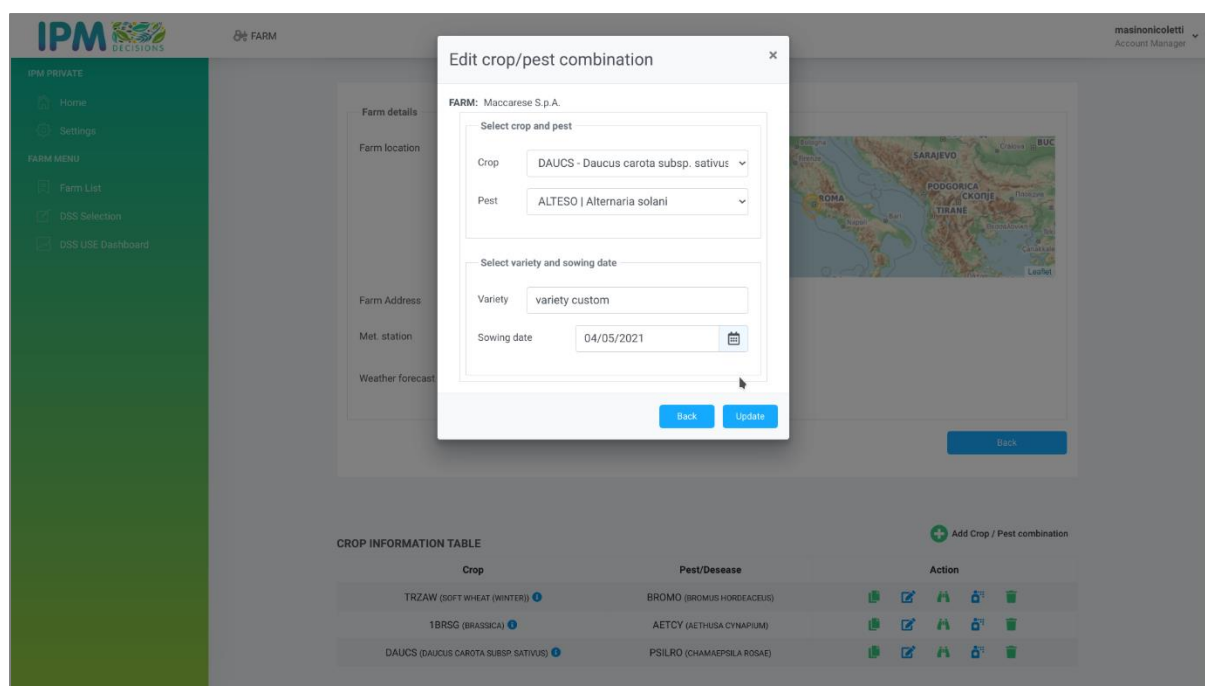 IPM DECISIONS
FARM
masinonicoletti
Account Manager
IPM PRIVATE
Home
Settings
FARM MENU
Farm List
DSS Selection
DSS USE Dashboard
Edit crop/pest combination ×
FARM: Maccarese S.p.A.
Select crop and pest
Crop DAUCS - Daucus carota subsp. sativus
Pest ALTESO | Alternaria solani
Select variety and sowing date
Variety variety custom
Sowing date 04/05/2021
Back Update
Farm details
Farm location
SARAJEVO
BUC
PODGORICA
СКОПЈЕ
ROMA
TIRANË
Napoli
Bari
Leaflet
Farm Address
Met. station
Weather forecast
Back
Add Crop / Pest combination
CROP INFORMATION TABLE
Crop Pest/Desease Action
TRZAW (SOFT WHEAT (WINTER)) BROMO (BROMUS HORDEACEUS)
1BRSG (BRASSICA) AETCY (AETHUSA CYNAPIUM)
DAUCS (DAUCUS CAROTA SUBSP. SATIVUS) PSILRO (CHAMAEPSILA ROSAE)